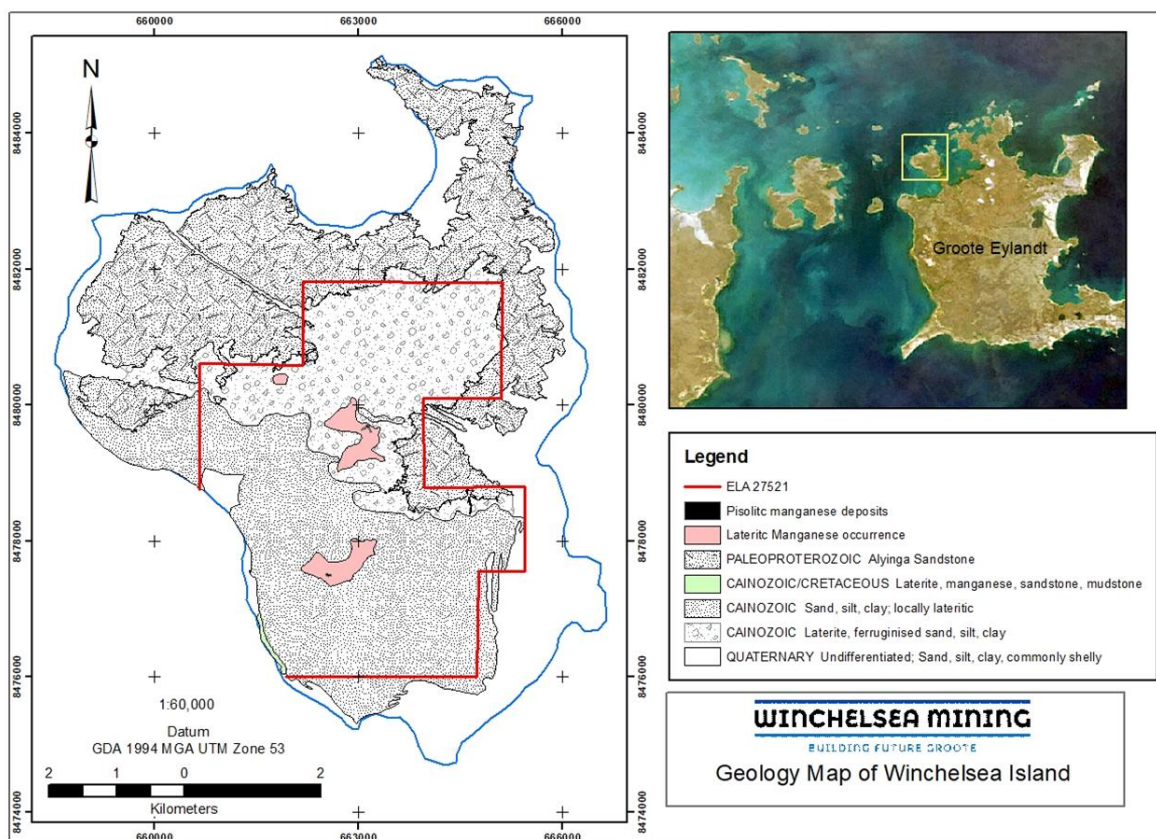 660000
663000
666000
N
8484000
8484000
8482000
8482000
8480000
8480000
8478000
8478000
8476000
8476000
8474000
8474000
1:60,000
Datum
GDA 1994 MGA UTM Zone 53
2 1 0 2
Kilometers
660000
663000
666000
Groote Eylandt
Legend
ELA 27521
Pisolitc manganese deposits
Lateritc Manganese occurrence
PALEOPROTEROZOIC Alyinga Sandstone
CAINOZOIC/CRETACEOUS Laterite, manganese, sandstone, mudstone
CAINOZOIC Sand, silt, clay; locally lateritic
CAINOZOIC Laterite, ferruginised sand, silt, clay
QUATERNARY Undifferentiated; Sand, silt, clay, commonly shelly
WINCHELSEA MINING
BUILDING FUTURE GROOTE
Geology Map of Winchelsea Island